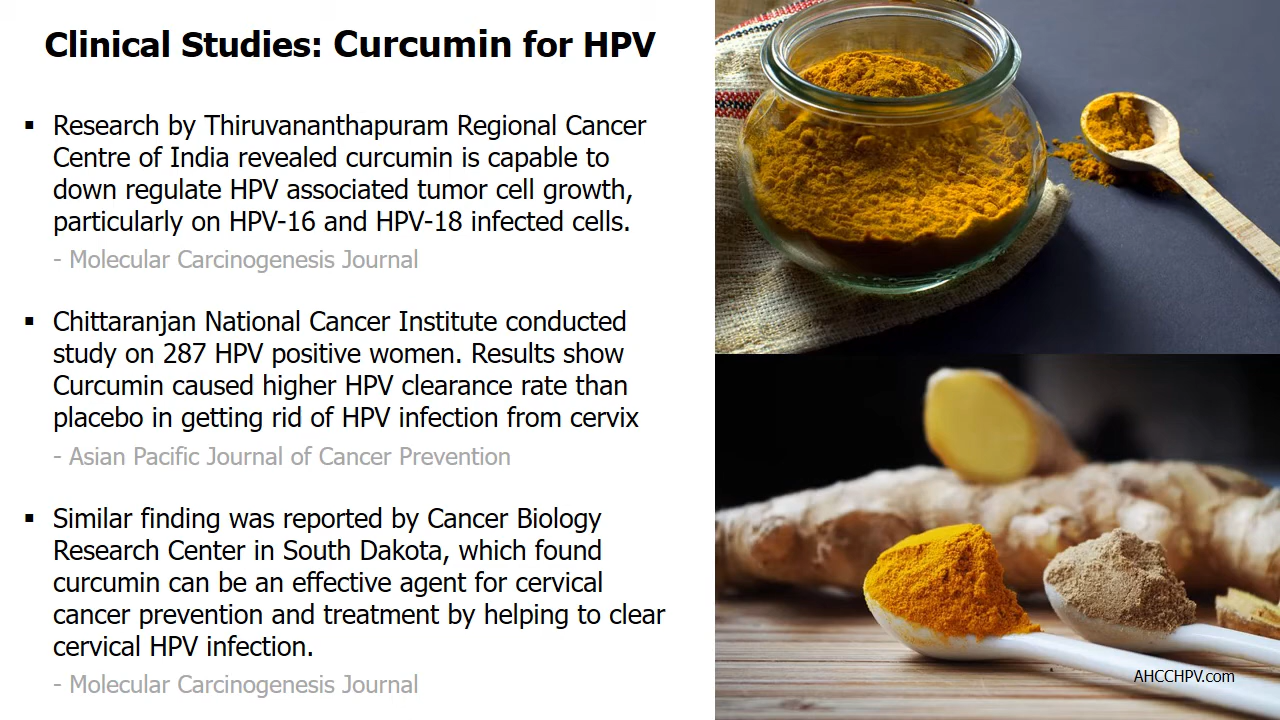 Clinical Studies: Curcumin for HPV
▪ Research by Thiruvananthapuram Regional Cancer
Centre of India revealed curcumin is capable to
down regulate HPV associated tumor cell growth,
particularly on HPV-16 and HPV-18 infected cells.
- Molecular Carcinogenesis Journal
▪ Chittaranjan National Cancer Institute conducted
study on 287 HPV positive women. Results show
Curcumin caused higher HPV clearance rate than
placebo in getting rid of HPV infection from cervix
- Asian Pacific Journal of Cancer Prevention
▪ Similar finding was reported by Cancer Biology
Research Center in South Dakota, which found
curcumin can be an effective agent for cervical
cancer prevention and treatment by helping to clear
cervical HPV infection.
- Molecular Carcinogenesis Journal
AHCCHPV.com